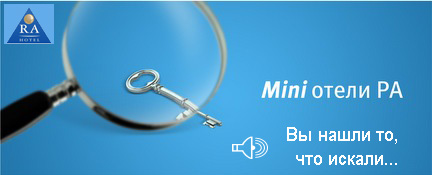 RA
HOTEL
Mini отели РА
Вы нашли то,
что искали...